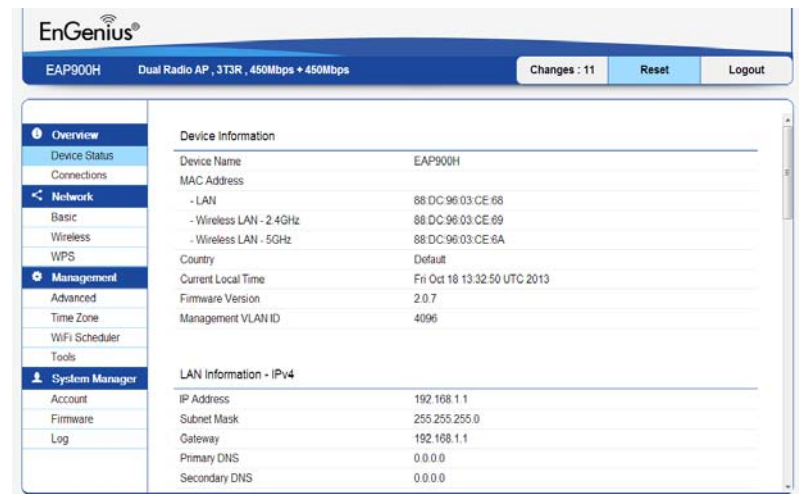 EnGenius®
EAP900H Dual Radio AP , 3T3R , 450Mbps + 450Mbps Changes : 11 Reset Logout
Overview
Device Status
Connections
Network
Basic
Wireless
WPS
Management
Advanced
Time Zone
WiFi Scheduler
Tools
System Manager
Account
Firmware
Log
Device Information
Device Name EAP900H
MAC Address
- LAN 88:DC:96:03:CE:68
- Wireless LAN - 2.4GHz 88:DC:96:03:CE:69
- Wireless LAN - 5GHz 88:DC:96:03:CE:6A
Country Default
Current Local Time Fri Oct 18 13:32:50 UTC 2013
Firmware Version 2.0.7
Management VLAN ID 4096
LAN Information - IPv4
IP Address 192.168.1.1
Subnet Mask 255.255.255.0
Gateway 192.168.1.1
Primary DNS 0.0.0.0
Secondary DNS 0.0.0.0